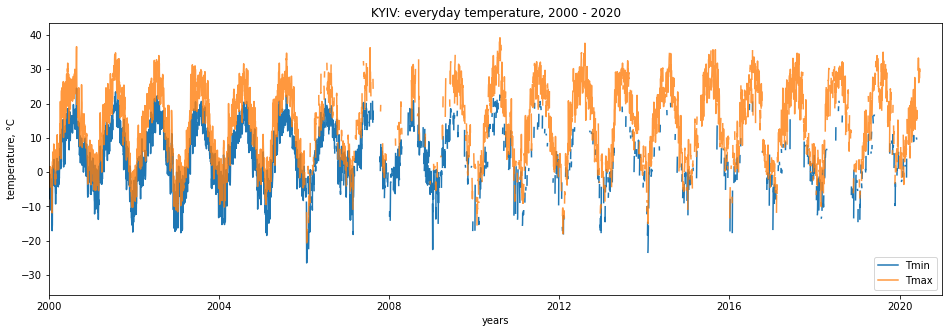 KYIV: everyday temperature, 2000 - 2020
temperature, °C
40
30
20
10
0
−10
−20
−30
2000
2004
2008
2012
2016
2020
years
Tmin
Tmax